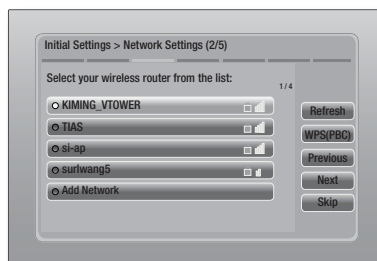 Initial Settings > Network Settings (2/5)
Select your wireless router from the list:
1/4
KIMING_VTOWER
TIAS
si-ap
surlwang5
Add Network
Refresh
WPS(PBC)
Previous
Next
Skip